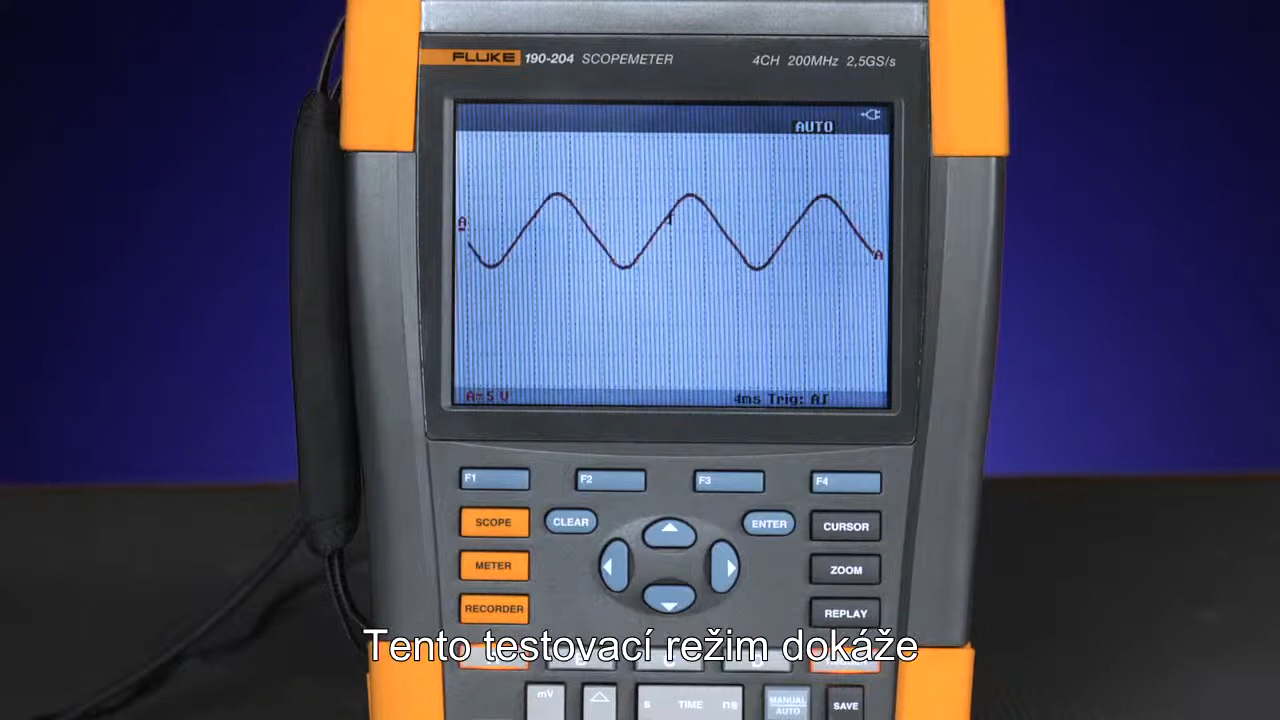 FLUKE 190-204 SCOPEMETER 4CH 200MHz 2,5GS/s
AUTO
A
A
A=5 V 4ms Trig: A
F1 F2 F3 F4
SCOPE CLEAR ENTER CURSOR
METER ZOOM
RECORDER REPLAY
Tento testovací režim dokáže
mV s TIME ns MANUAL AUTO SAVE